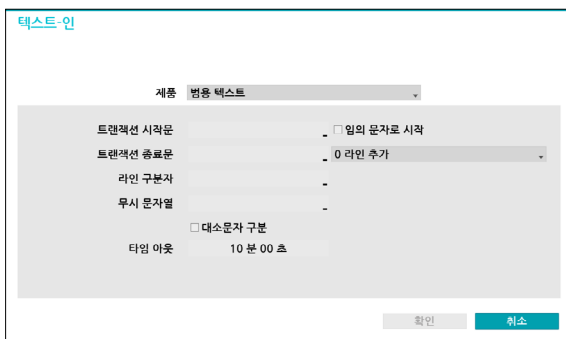 텍스트-인
제품 범용 텍스트
트랜잭션 시작문 임의 문자로 시작
트랜잭션 종료문 0 라인 추가
라인 구분자
무시 문자열
대소문자 구분
타임 아웃 10 분 00 초
확인 취소